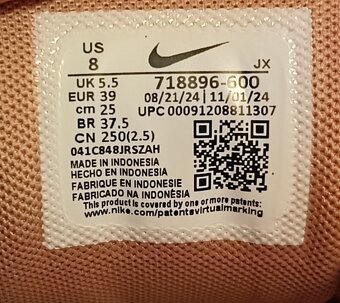 US
8
JX
UK 5.5
718896-600
EUR 39
08/21/24 | 11/01/24
cm 25
UPC 00091208811307
BR 37.5
CN 250(2.5)
041C848JRSZAH
MADE IN INDONESIA
HECHO EN INDONESIA
FABRIQUE EN INDONESIE
FABRICADO NA INDONÉSIA
This product is covered by one or more patents:
www.nike.com/patentsvirtualmarking